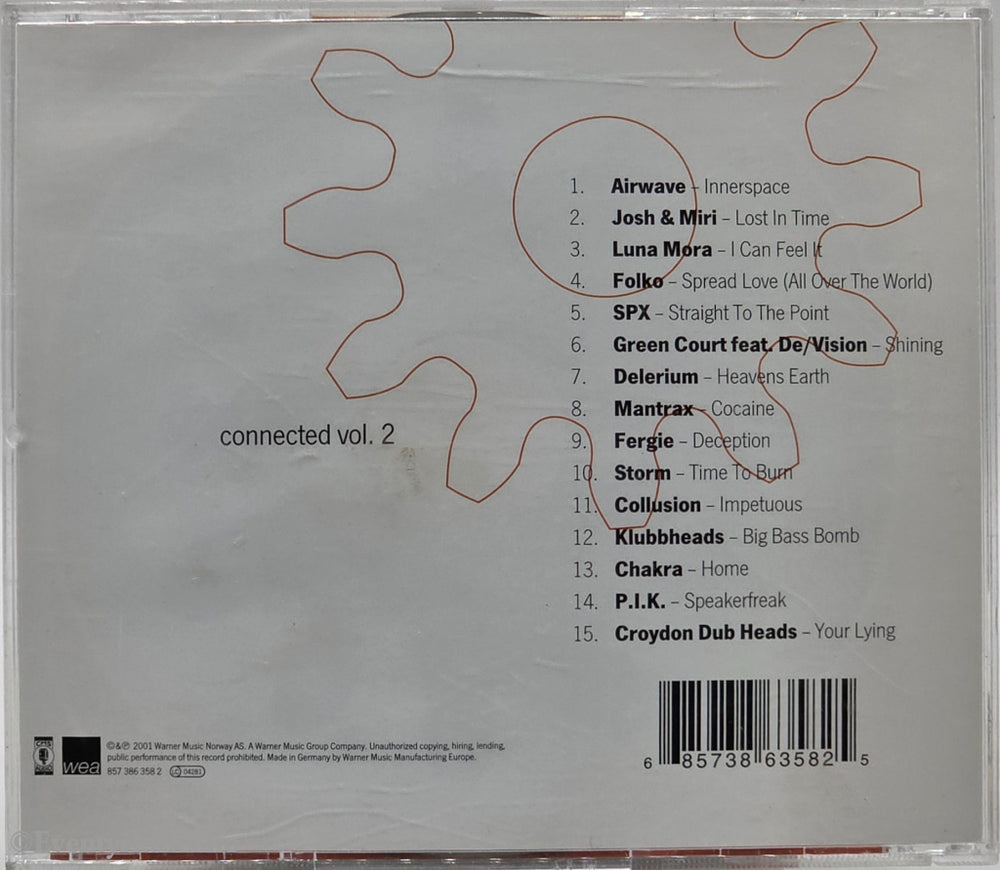 1. Airwave – Innerspace
2. Josh & Miri – Lost In Time
3. Luna Mora – I Can Feel It
4. Folko – Spread Love (All Over The World)
5. SPX – Straight To The Point
6. Green Court feat. De/Vision – Shining
7. Delerium – Heavens Earth
8. Mantrax – Cocaine
9. Fergie – Deception
connected vol. 2
10. Storm – Time To Burn
11. Collusion – Impetuous
12. Klubbheads – Big Bass Bomb
13. Chakra – Home
14. P.I.K. – Speakerfreak
15. Croydon Dub Heads – Your Lying
6 85738 63582 5
wea
©&℗ 2001 Warner Music Norway AS. A Warner Music Group Company. Unauthorized copying, hiring, lending,
public performance of this record prohibited. Made in Germany by Warner Music Manufacturing Europe.
857 386 358 2 LC 04281